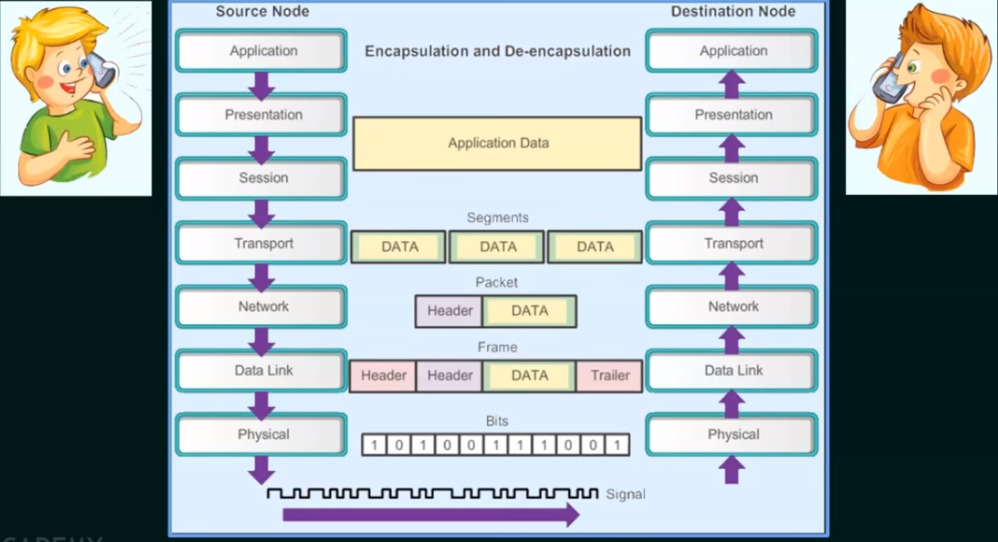 Source Node
Destination Node
Application
Encapsulation and De-encapsulation
Application
Presentation
Application Data
Presentation
Session
Session
Segments
Transport
DATA DATA DATA
Transport
Packet
Network
Header DATA
Network
Frame
Data Link
Header Header DATA Trailer
Data Link
Bits
Physical
1 0 1 0 0 1 1 1 0 0 1
Physical
Signal